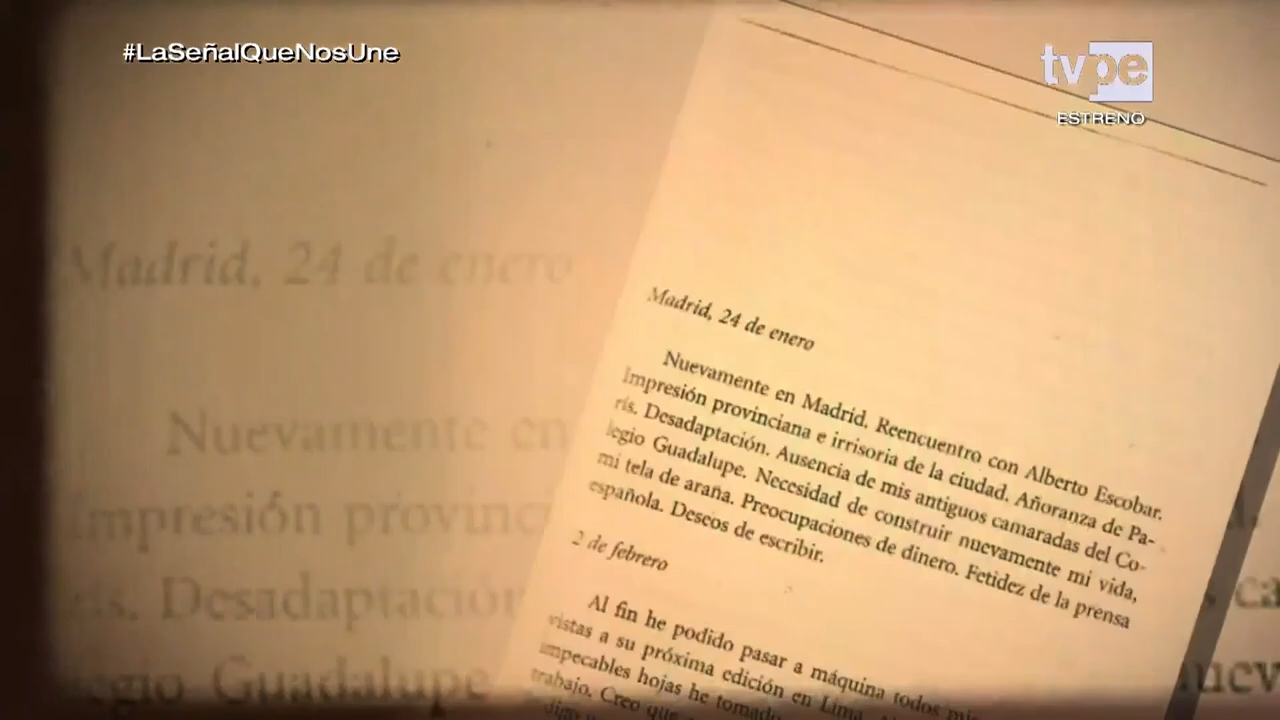 #LaSeñalQueNosUne
tvpe
ESTRENO
Madrid, 24 de enero
Nuevamente en
Impresión provinc
rís. Desadaptación
legio Guadalupe
Madrid, 24 de enero
Nuevamente en Madrid. Reencuentro con Alberto Escobar.
Impresión provinciana e irrisoria de la ciudad. Añoranza de Pa-
rís. Desadaptación. Ausencia de mis antiguos camaradas del Co-
legio Guadalupe. Necesidad de construir nuevamente mi vida,
mi tela de araña. Preocupaciones de dinero. Fetidez de la prensa
española. Deseos de escribir.
2 de febrero
Al fin he podido pasar a máquina todos mis
vistas a su próxima edición en Lima.
impecables hojas he tomado
trabajo. Creo que